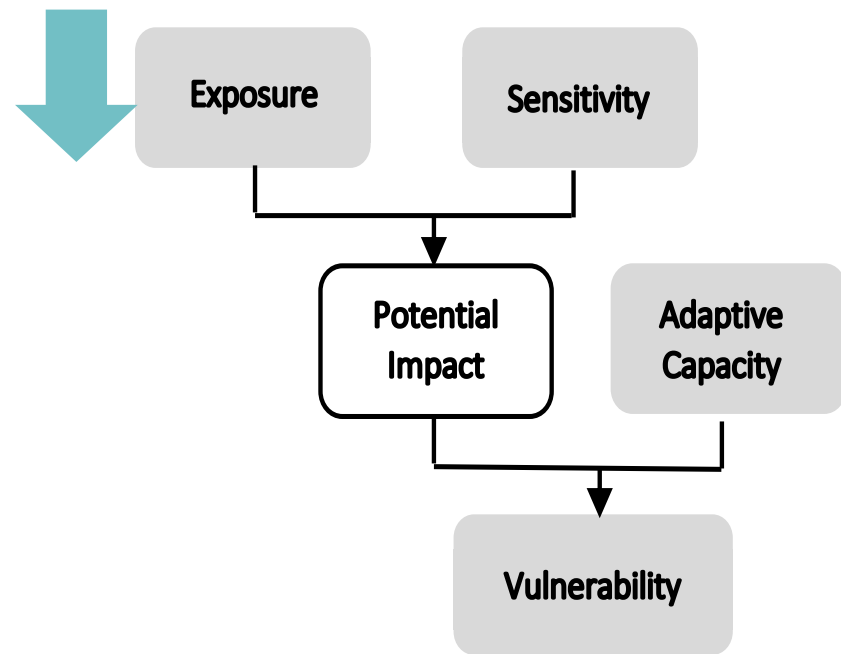 Exposure
Sensitivity
Potential
Impact
Adaptive
Capacity
Vulnerability